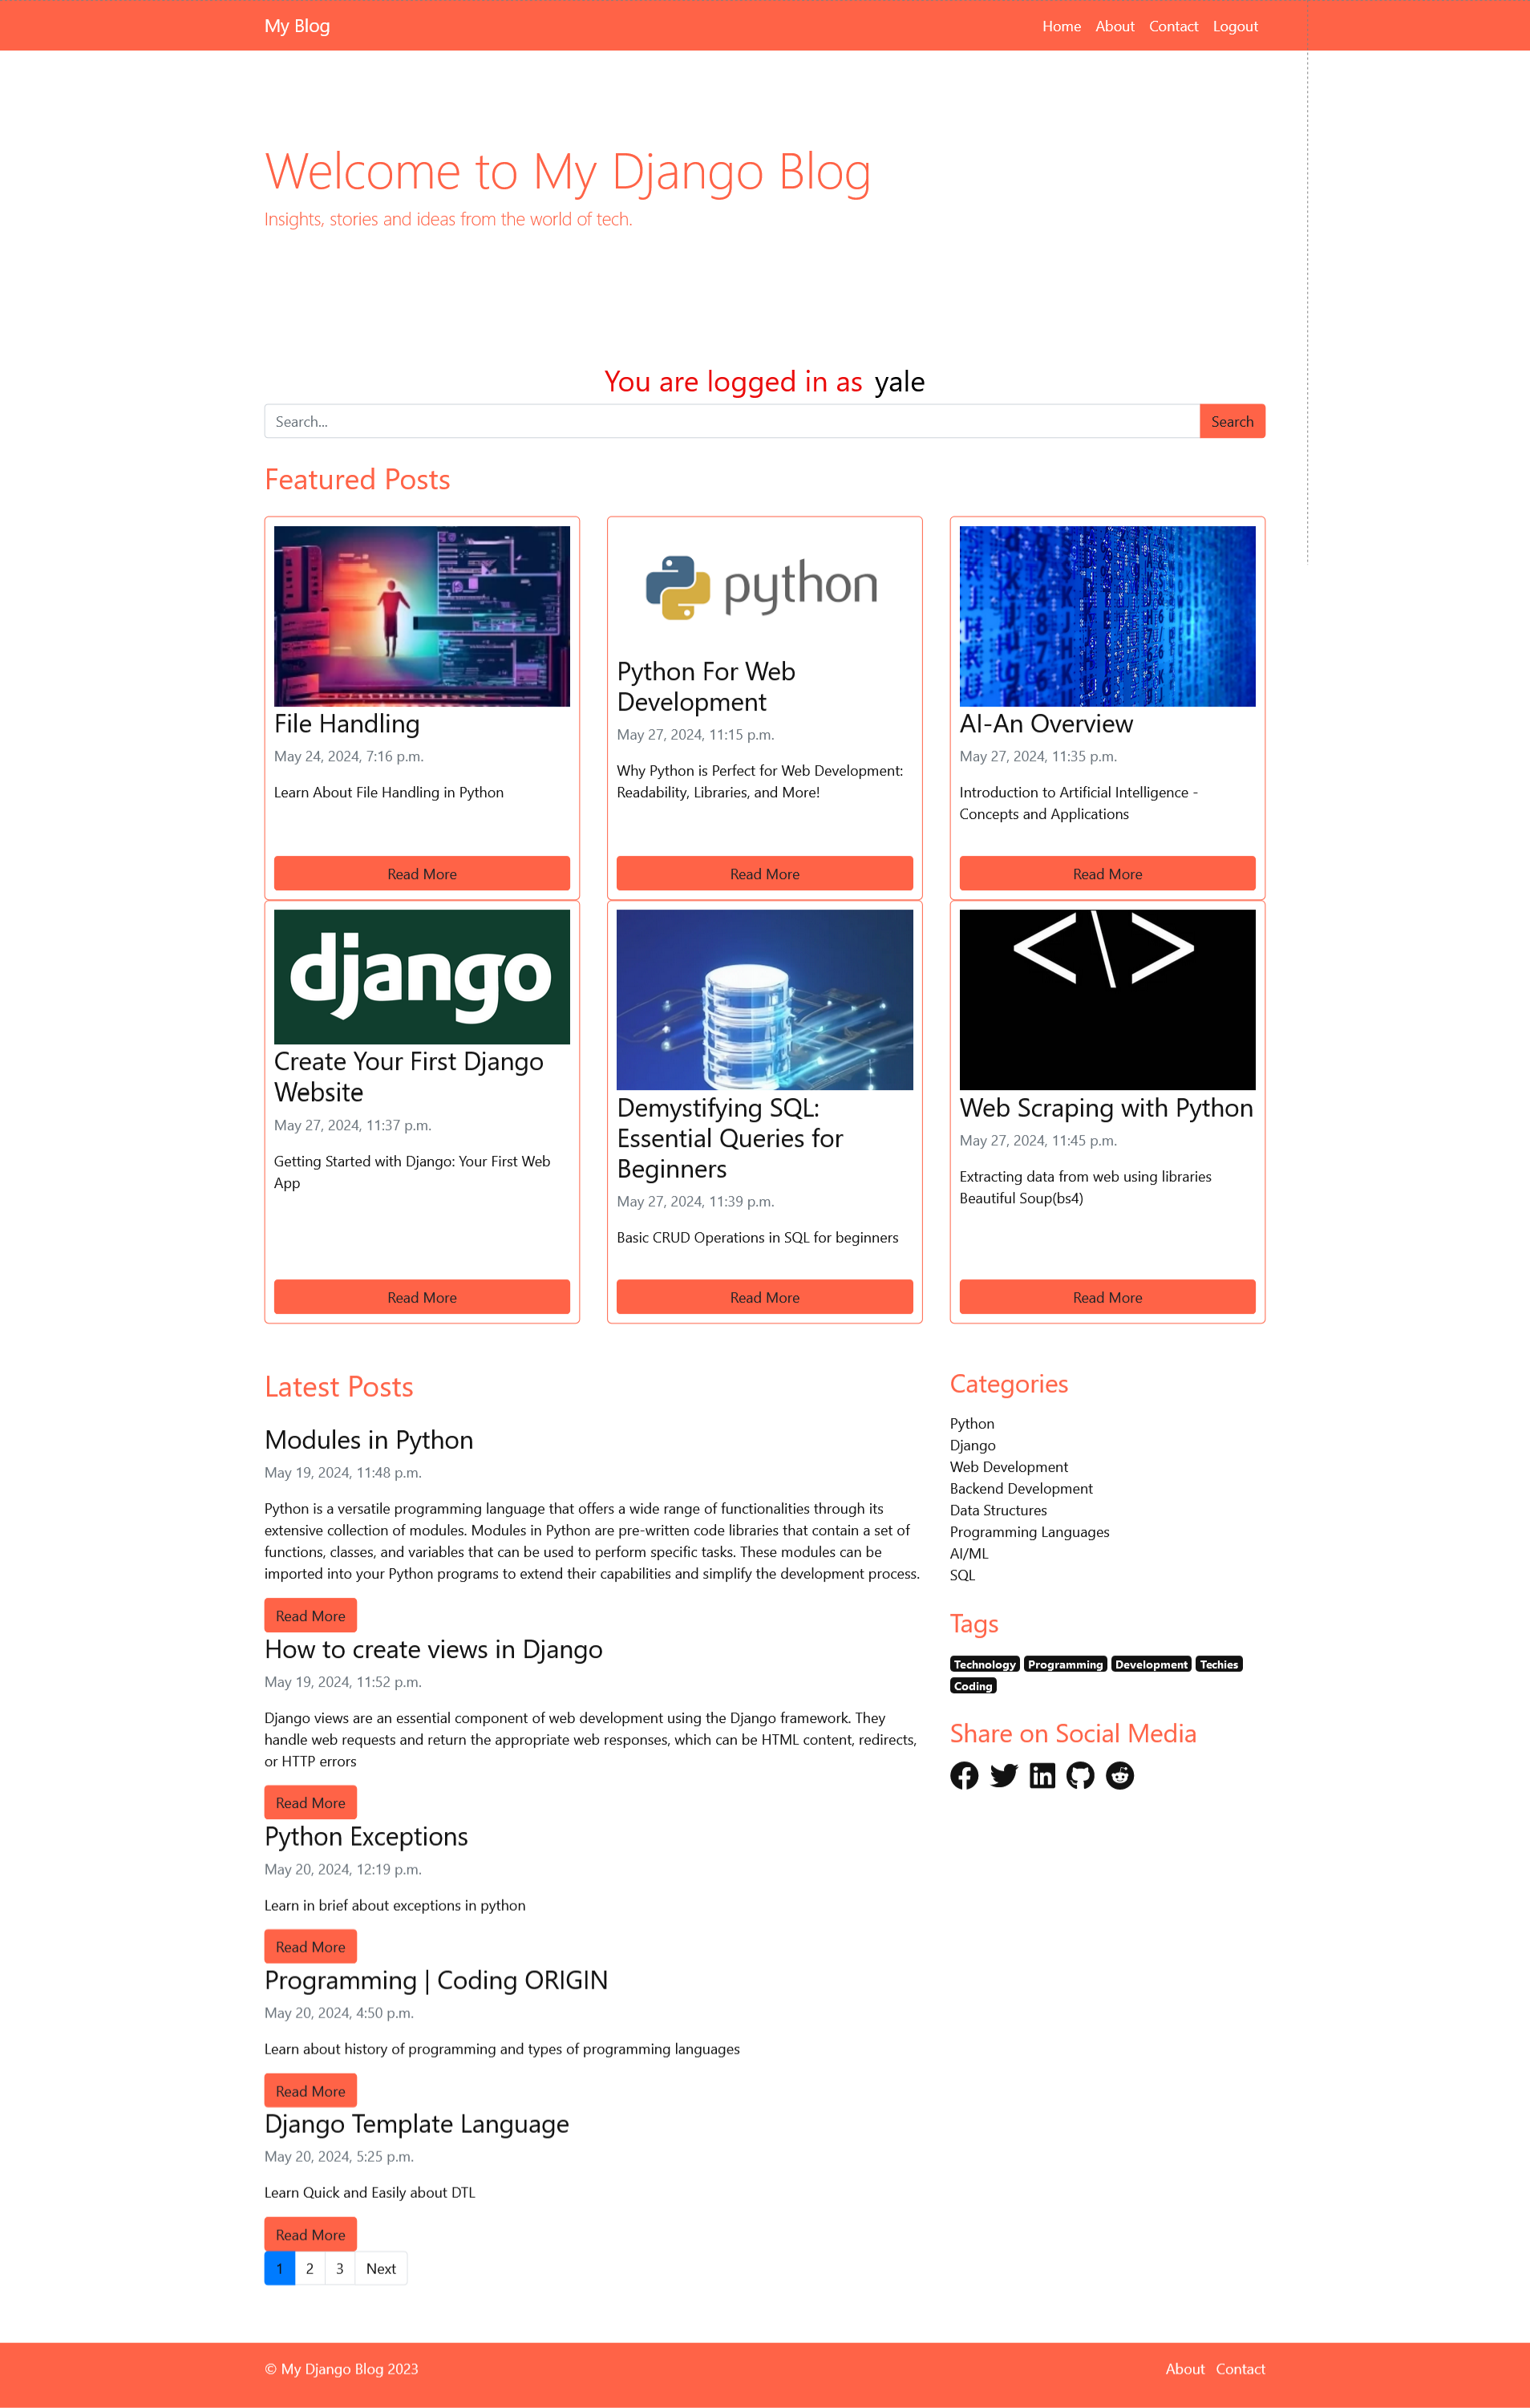 My Blog
Home About Contact Logout
Welcome to My Django Blog
Insights, stories and ideas from the world of tech.
You are logged in as yale
Search...
Search
Featured Posts
File Handling
May 24, 2024, 7:16 p.m.
Learn About File Handling in Python
Read More
python
Python For Web
Development
May 27, 2024, 11:15 p.m.
Why Python is Perfect for Web Development:
Readability, Libraries, and More!
Read More
AI-An Overview
May 27, 2024, 11:35 p.m.
Introduction to Artificial Intelligence -
Concepts and Applications
Read More
django
Create Your First Django
Website
May 27, 2024, 11:37 p.m.
Getting Started with Django: Your First Web
App
Read More
Demystifying SQL:
Essential Queries for
Beginners
May 27, 2024, 11:39 p.m.
Basic CRUD Operations in SQL for beginners
Read More
<\>
Web Scraping with Python
May 27, 2024, 11:45 p.m.
Extracting data from web using libraries
Beautiful Soup(bs4)
Read More
Latest Posts
Modules in Python
May 19, 2024, 11:48 p.m.
Python is a versatile programming language that offers a wide range of functionalities through its
extensive collection of modules. Modules in Python are pre-written code libraries that contain a set of
functions, classes, and variables that can be used to perform specific tasks. These modules can be
imported into your Python programs to extend their capabilities and simplify the development process.
Read More
How to create views in Django
May 19, 2024, 11:52 p.m.
Django views are an essential component of web development using the Django framework. They
handle web requests and return the appropriate web responses, which can be HTML content, redirects,
or HTTP errors
Read More
Python Exceptions
May 20, 2024, 12:19 p.m.
Learn in brief about exceptions in python
Read More
Programming | Coding ORIGIN
May 20, 2024, 4:50 p.m.
Learn about history of programming and types of programming languages
Read More
Django Template Language
May 20, 2024, 5:25 p.m.
Learn Quick and Easily about DTL
Read More
1 2 3 Next
Categories
Python
Django
Web Development
Backend Development
Data Structures
Programming Languages
AI/ML
SQL
Tags
Technology Programming Development Techies
Coding
Share on Social Media
© My Django Blog 2023
About Contact